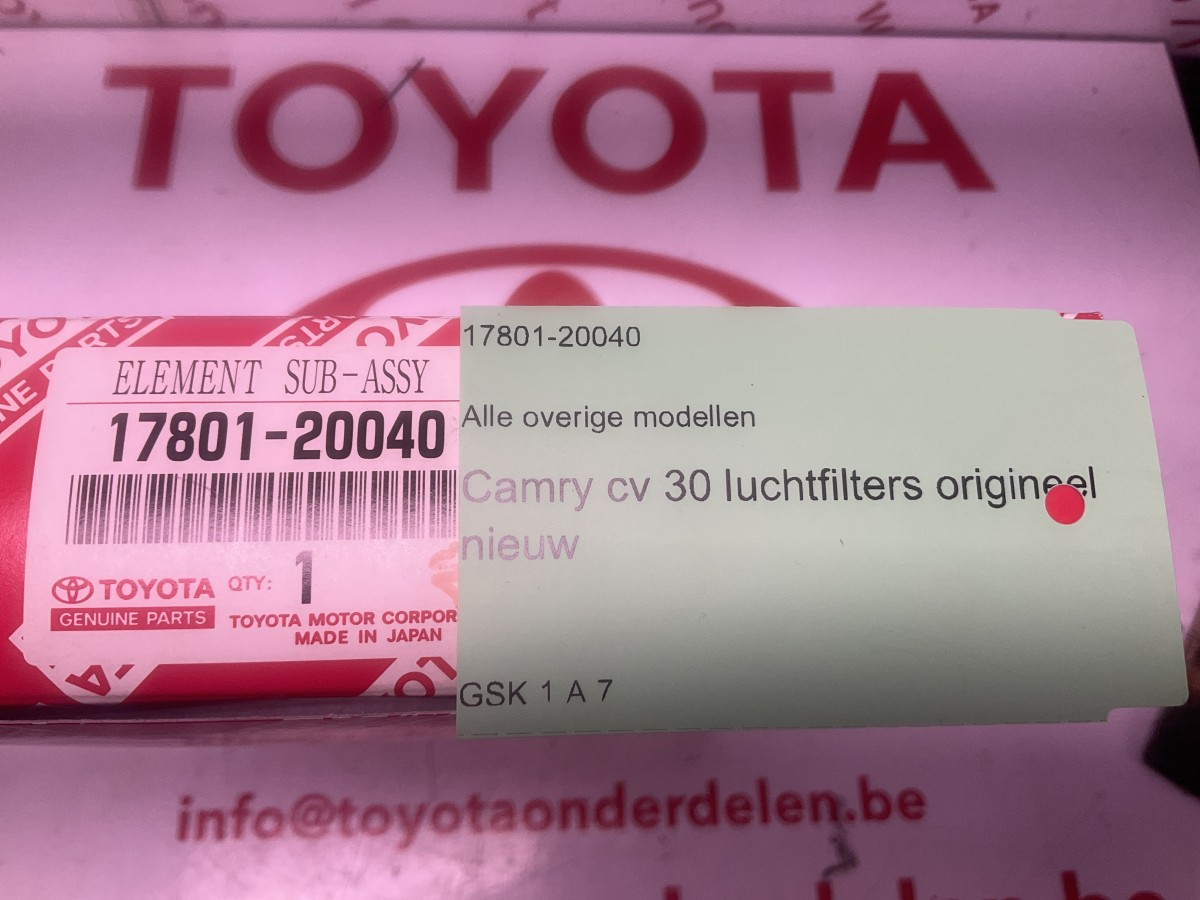 TOYOTA
ELEMENT SUB-ASSY
17801-20040
TOYOTA
GENUINE PARTS
QTY: 1
TOYOTA MOTOR CORPOR
MADE IN JAPAN
17801-20040
Alle overige modellen
Camry cv 30 luchtfilters origineel
nieuw
GSK 1 A 7
info@toyotaonderdelen.be